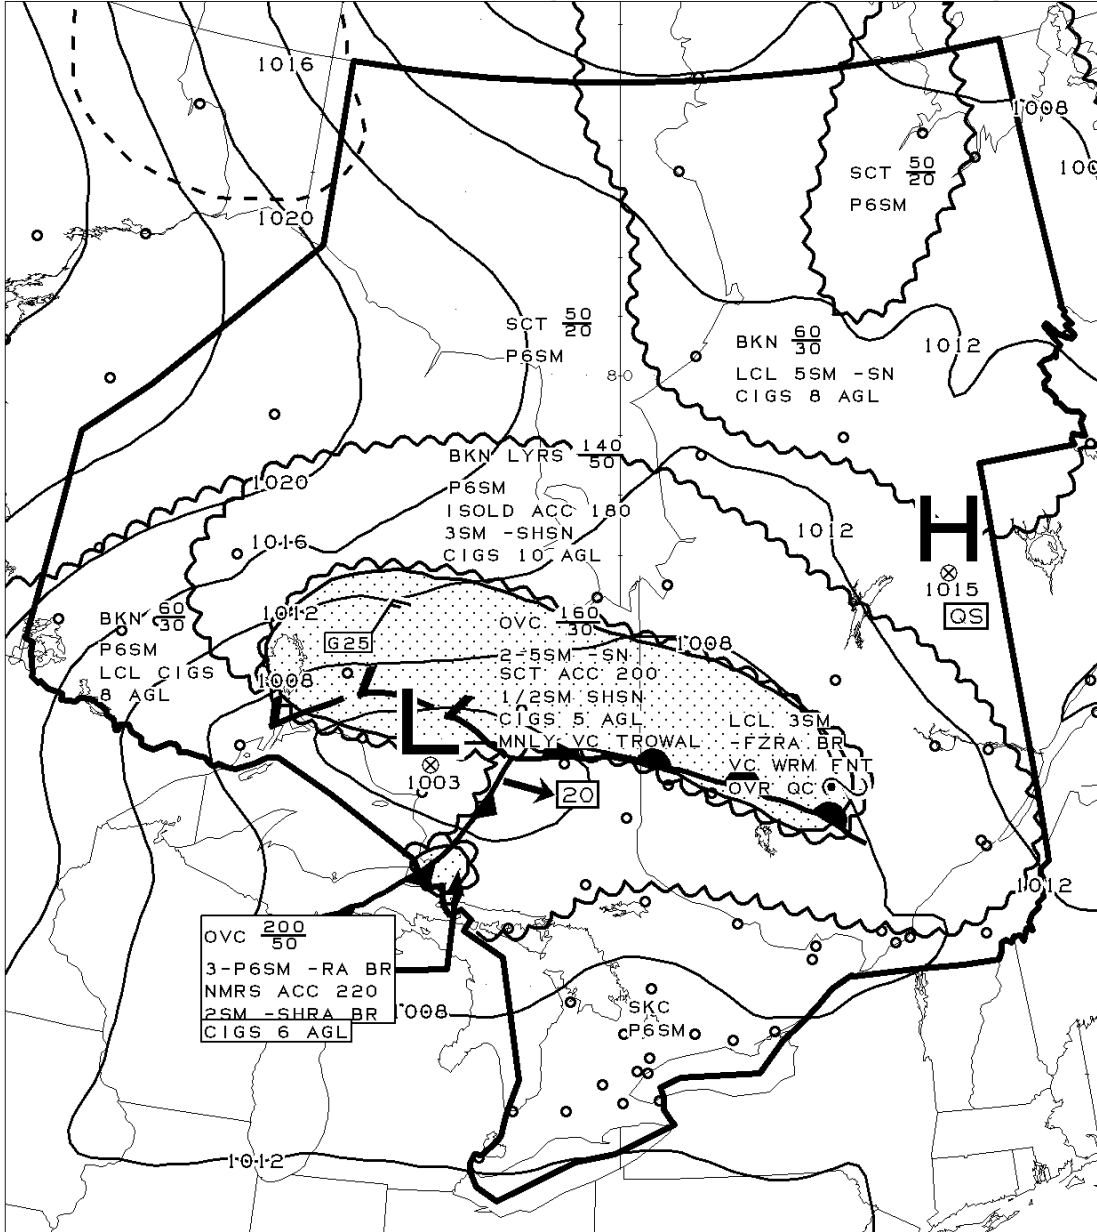 1016
1008
100
SCT 50/20
P6SM
1020
SCT 50/20
P6SM
BKN 60/30
LCL 5SM -SN
CIGS 8 AGL
1012
80
BKN LYRS 140/50
P6SM
ISOLD ACC 180
3SM -SHSN
CIGS 10 AGL
1020
1016
1012
H
1015
QS
BKN 60/30
P6SM
LCL CIGS
8 AGL
1012
G25
1008
OVC 160/30
2-5SM -SN
SCT ACC 200
1/2SM SHSN
CIGS 5 AGL
MNLY VC TROWAL
1008
L
1003
LCL 3SM
-FZRA BR
VC WRM FNT
OVR QC
20
1012
OVC 200/50
3-P6SM -RA BR
NMRS ACC 220
2SM -SHRA BR
CIGS 6 AGL
1008
SKC
P6SM
1012